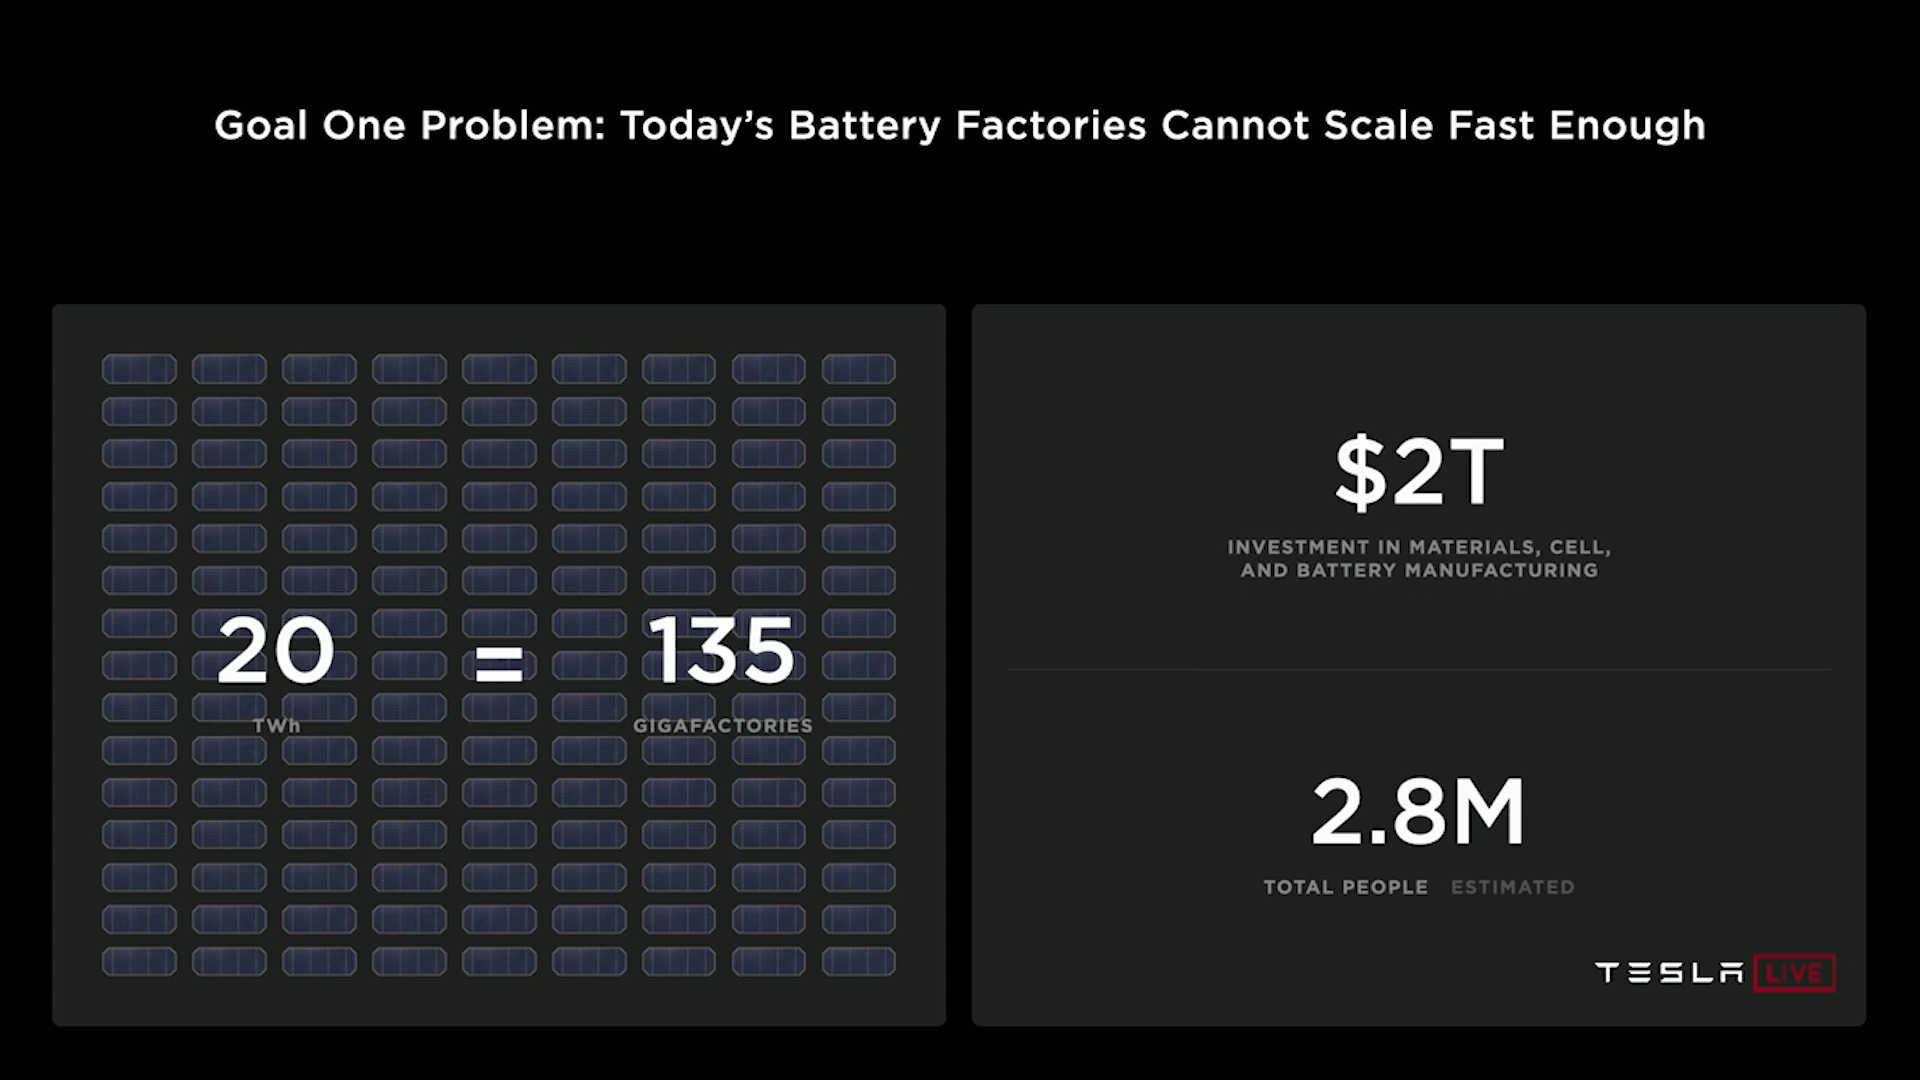 Goal One Problem: Today’s Battery Factories Cannot Scale Fast Enough
20 = 135
TWh GIGAFACTORIES
$2T
INVESTMENT IN MATERIALS, CELL,
AND BATTERY MANUFACTURING
2.8M
TOTAL PEOPLE ESTIMATED
TESLA LIVE